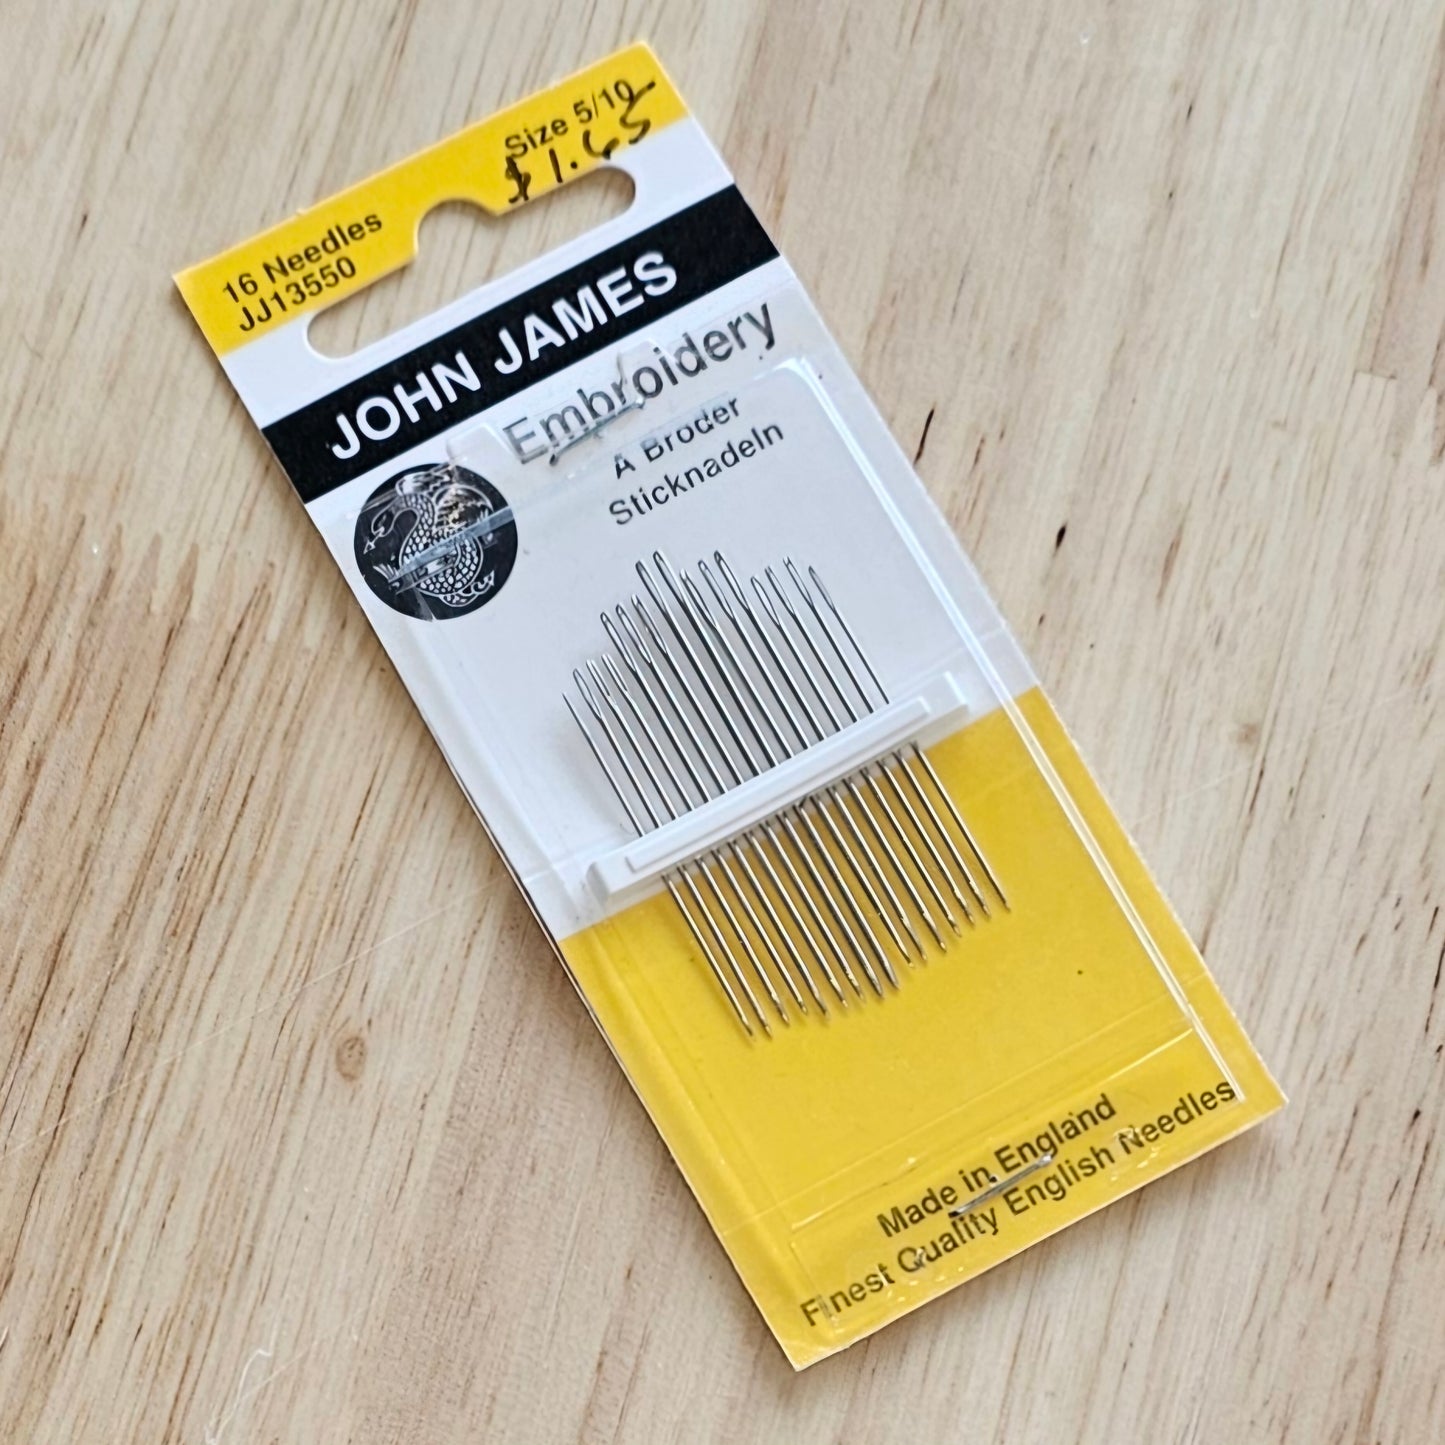 16 Needles
JJ13550
Size 5/10
$1.65
JOHN JAMES
Embroidery
A Broder
Sticknadeln
Made in England
Finest Quality English Needles